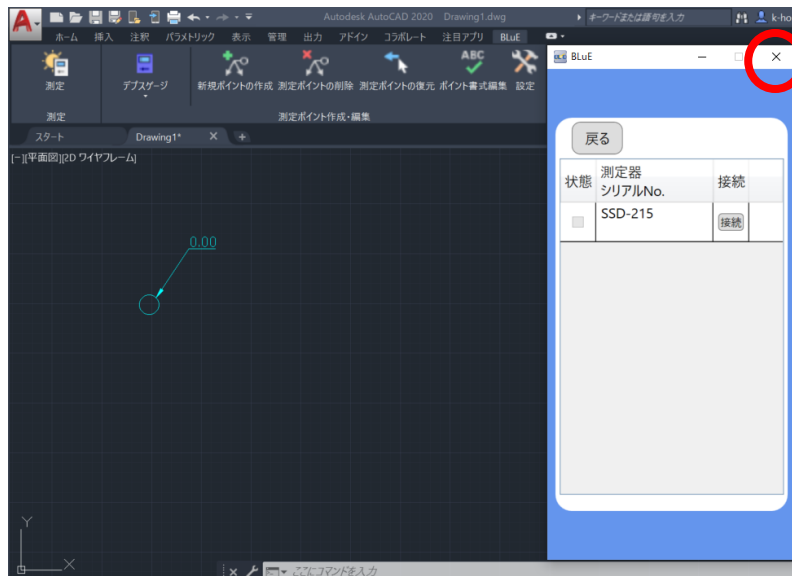 Autodesk AutoCAD 2020 Drawing1.dwg
キーワードまたは語句を入力
k-ho
ホーム 挿入 注釈 パラメトリック 表示 管理 出力 アドイン コラボレート 注目アプリ BLuE
測定
デプスゲージ
新規ポイントの作成
測定ポイントの削除
測定ポイントの復元
ABC
ポイント書式編集
設定
測定
測定ポイント作成・編集
スタート
Drawing1*
[-][平面図][2D ワイヤフレーム]
0.00
Y
X
ここにコマンドを入力
BLuE
戻る
状態
測定器
シリアルNo.
接続
SSD-215
接続